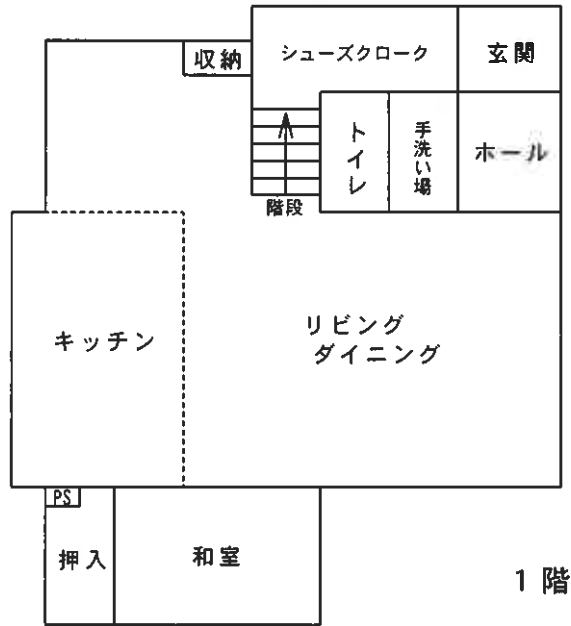 収納
シューズクローク
玄関
トイレ
手洗い場
ホール
階段
キッチン
リビング
ダイニング
PS
押入
和室
1階